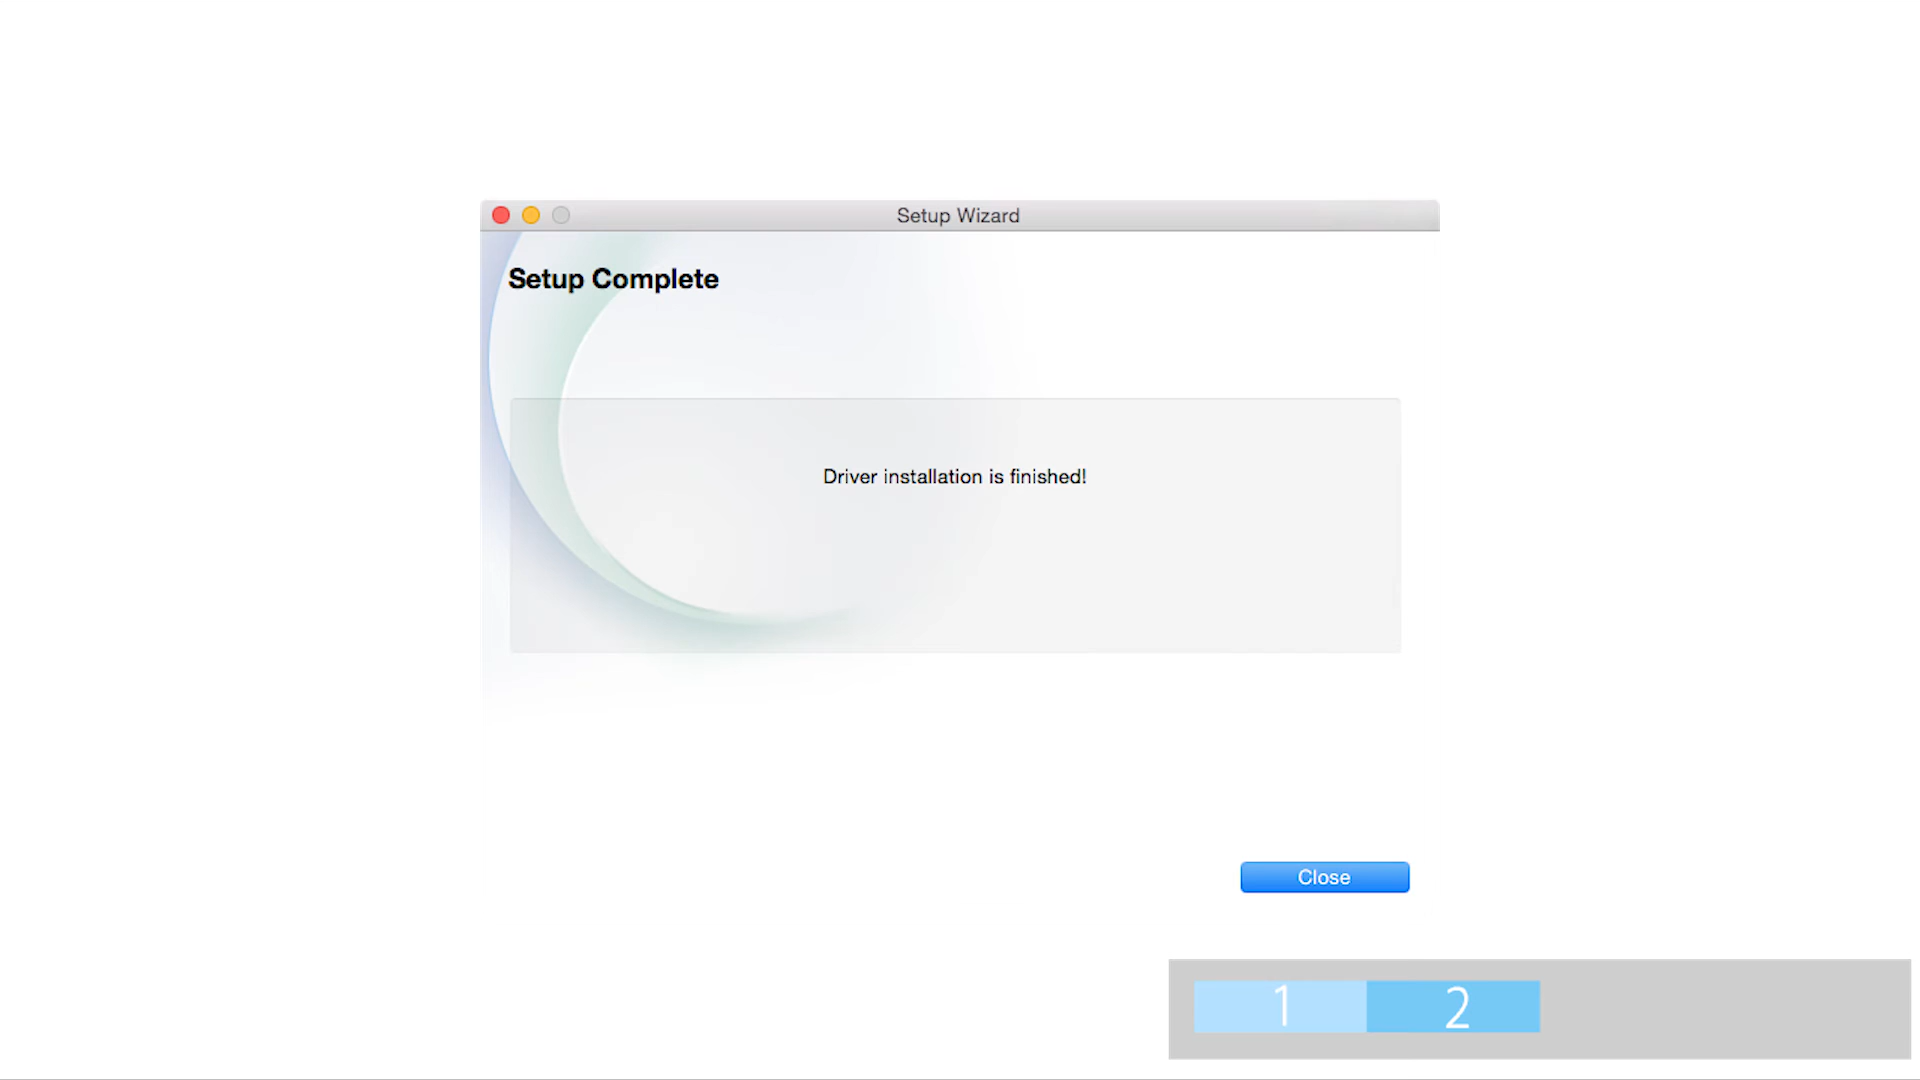 Setup Wizard
Setup Complete
Driver installation is finished!
Close
1 2